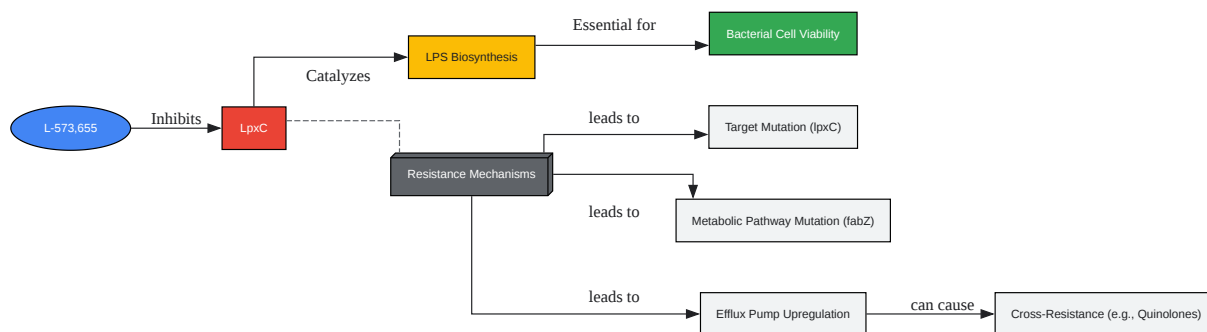 Essential for
Bacterial Cell Viability
LPS Biosynthesis
Catalyzes
L-573,655
Inhibits
LpxC
leads to
Target Mutation (lpxC)
Resistance Mechanisms
leads to
Metabolic Pathway Mutation (fabZ)
leads to
Efflux Pump Upregulation
can cause
Cross-Resistance (e.g., Quinolones)